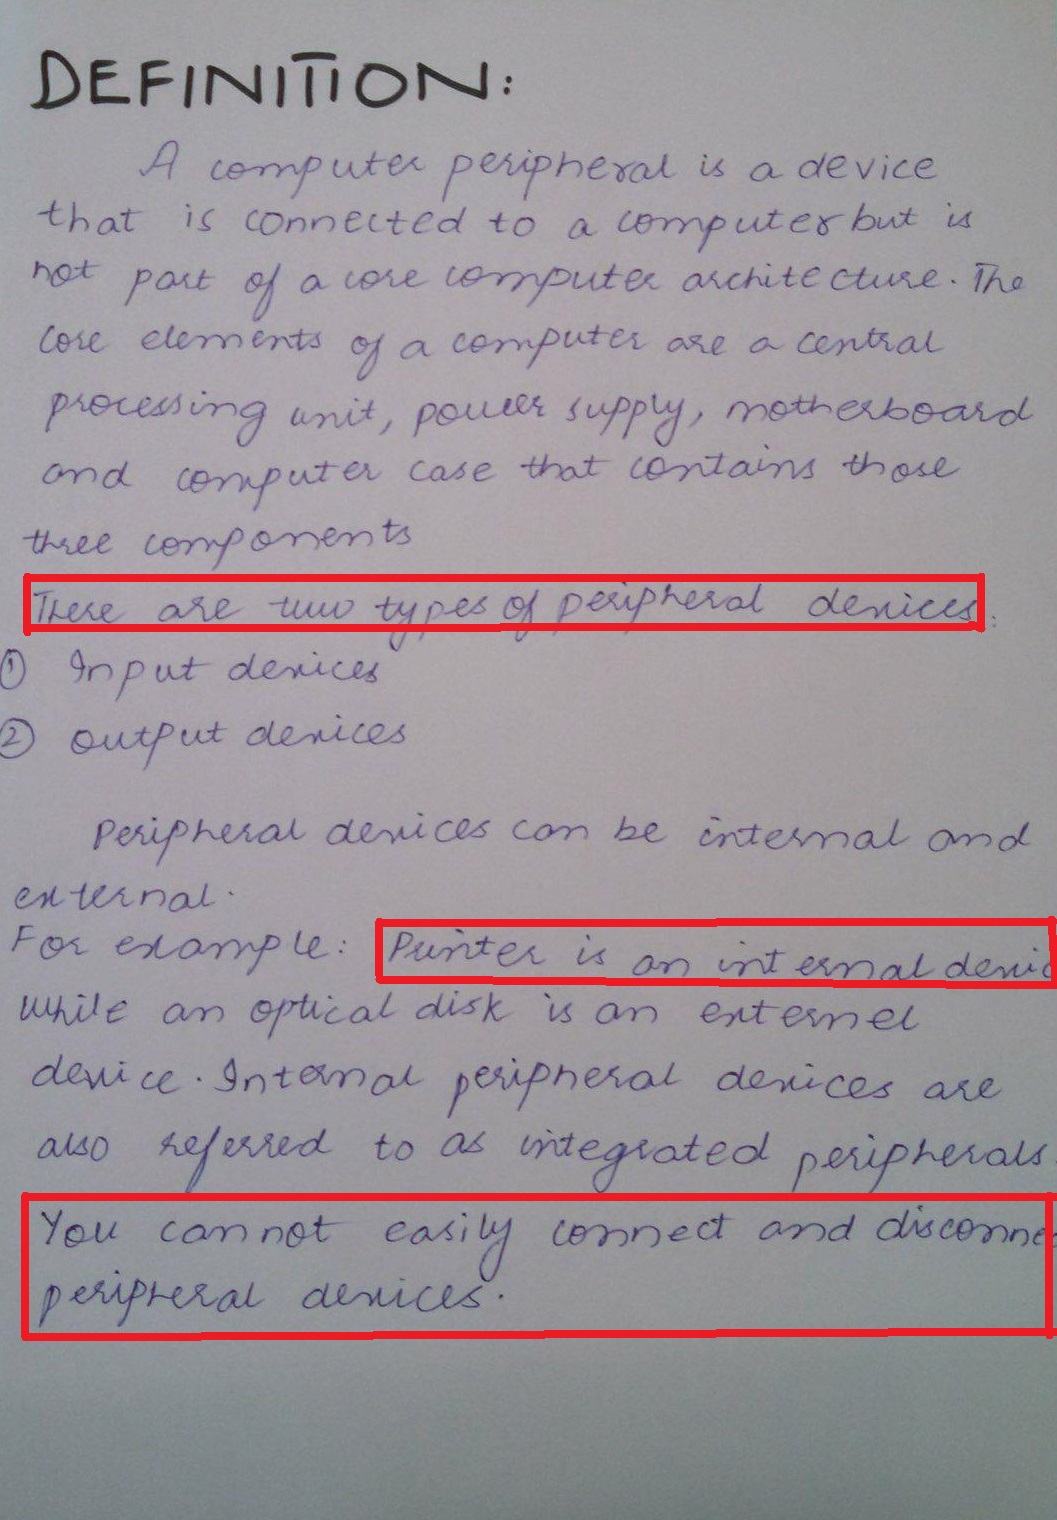 DEFINITION:
A computer peripheral is a device
that is connected to a computer but is
not part of a core computer architecture. The
core elements of a computer are a central
processing unit, power supply, motherboard
and computer case that contains those
three components
There are two types of peripheral devices:
① Input devices
② output devices
Peripheral devices can be internal and
external.
For example: Printer is an internal devic
while an optical disk is an externel
device. Internal peripheral devices are
also referred to as integrated peripherals.
You cannot easily connect and disconnec
peripheral devices.